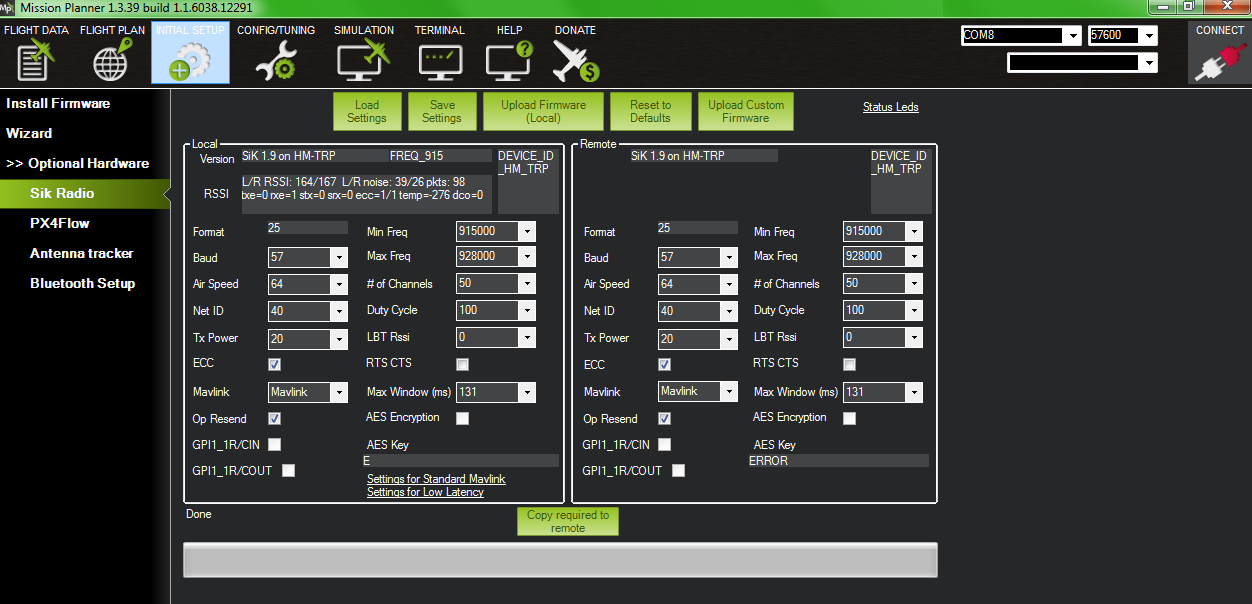 Mp Mission Planner 1.3.39 build 1.1.6038.12291
FLIGHT DATA FLIGHT PLAN INITIAL SETUP CONFIG/TUNING SIMULATION TERMINAL HELP DONATE
COM8 57600 CONNECT
Install Firmware
Wizard
>> Optional Hardware
Sik Radio
PX4Flow
Antenna tracker
Bluetooth Setup
Load Settings
Save Settings
Upload Firmware (Local)
Reset to Defaults
Upload Custom Firmware
Status Leds
Local
Version SiK 1.9 on HM-TRP FREQ_915 DEVICE_ID
_HM_TRP
RSSI L/R RSSI: 164/167 L/R noise: 39/26 pkts: 98
txe=0 rxe=1 stx=0 srx=0 ecc=1/1 temp=-276 dco=0
Format 25 Min Freq 915000
Baud 57 Max Freq 928000
Air Speed 64 # of Channels 50
Net ID 40 Duty Cycle 100
Tx Power 20 LBT Rssi 0
ECC RTS CTS
Mavlink Mavlink Max Window (ms) 131
Op Resend AES Encryption
GPI1_1R/CIN AES Key
E
GPI1_1R/COUT
Settings for Standard Mavlink
Settings for Low Latency
Remote
SiK 1.9 on HM-TRP DEVICE_ID
_HM_TRP
Format 25 Min Freq 915000
Baud 57 Max Freq 928000
Air Speed 64 # of Channels 50
Net ID 40 Duty Cycle 100
Tx Power 20 LBT Rssi 0
ECC RTS CTS
Mavlink Mavlink Max Window (ms) 131
Op Resend AES Encryption
GPI1_1R/CIN AES Key
ERROR
GPI1_1R/COUT
Done
Copy required to
remote